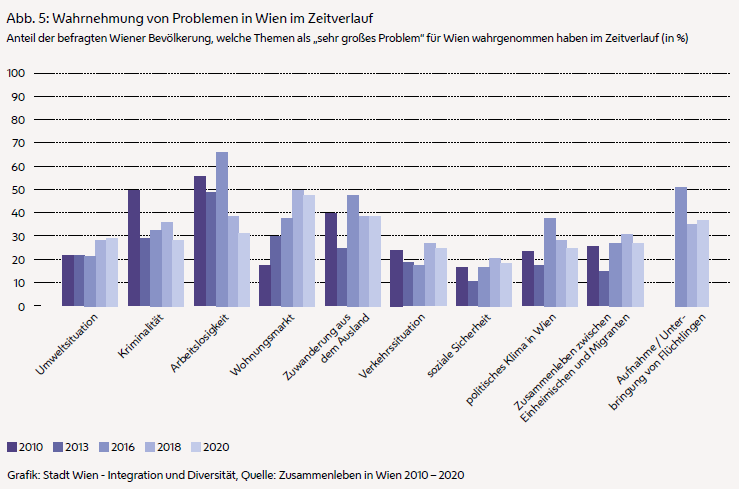 Abb. 5: Wahrnehmung von Problemen in Wien im Zeitverlauf
Anteil der befragten Wiener Bevölkerung, welche Themen als „sehr großes Problem“ für Wien wahrgenommen haben im Zeitverlauf (in %)
100
90
80
70
60
50
40
30
20
10
0
Umweltsituation
Kriminalität
Arbeitslosigkeit
Wohnungsmarkt
Zuwanderung aus
dem Ausland
Verkehrssituation
soziale Sicherheit
politisches Klima in Wien
Zusammenleben zwischen
Einheimischen und Migranten
Aufnahme / Unter-
bringung von Flüchtlingen
2010 2013 2016 2018 2020
Grafik: Stadt Wien - Integration und Diversität, Quelle: Zusammenleben in Wien 2010 – 2020